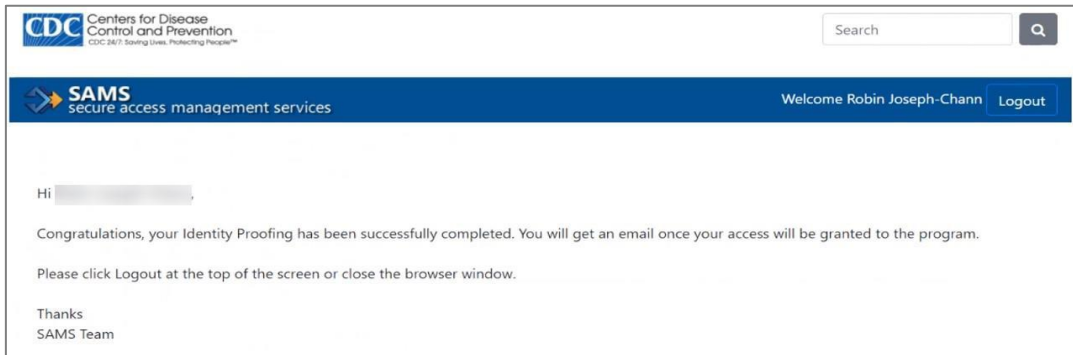 CDC Centers for Disease
Control and Prevention
CDC 24/7: Saving Lives, Protecting People™
Search
SAMS
secure access management services
Welcome Robin Joseph-Chann Logout
Hi ,
Congratulations, your Identity Proofing has been successfully completed. You will get an email once your access will be granted to the program.
Please click Logout at the top of the screen or close the browser window.
Thanks
SAMS Team